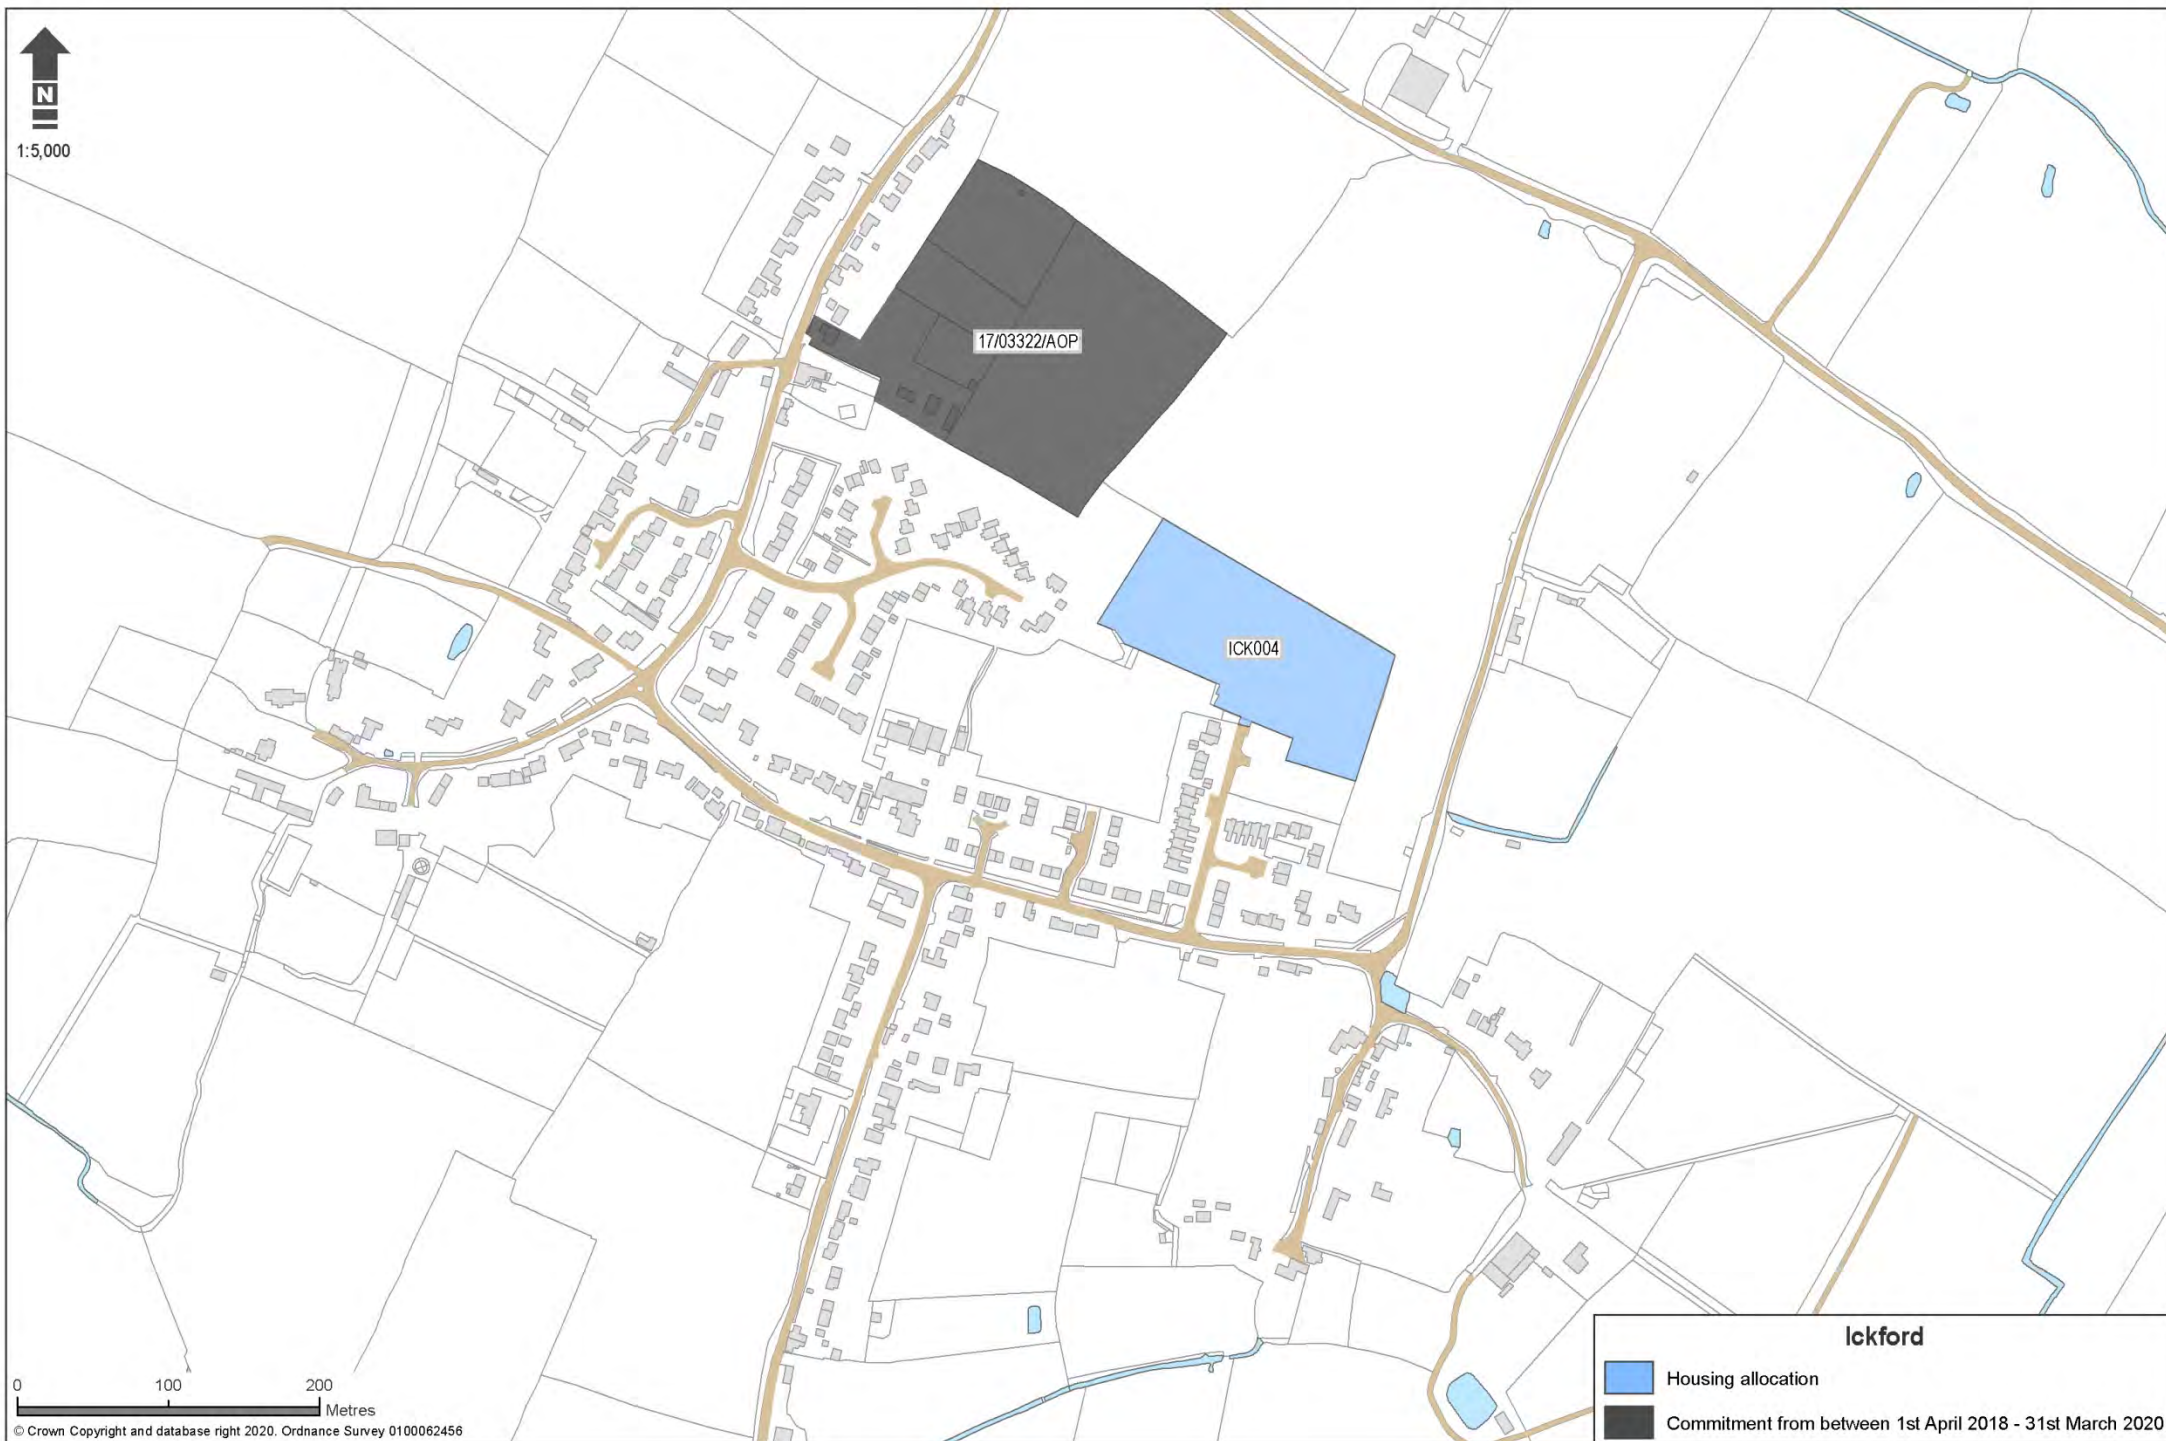 N
1:5,000
17/03322/AOP
ICK004
0 100 200
Metres
© Crown Copyright and database right 2020. Ordnance Survey 0100062456
Ickford
Housing allocation
Commitment from between 1st April 2018 - 31st March 2020